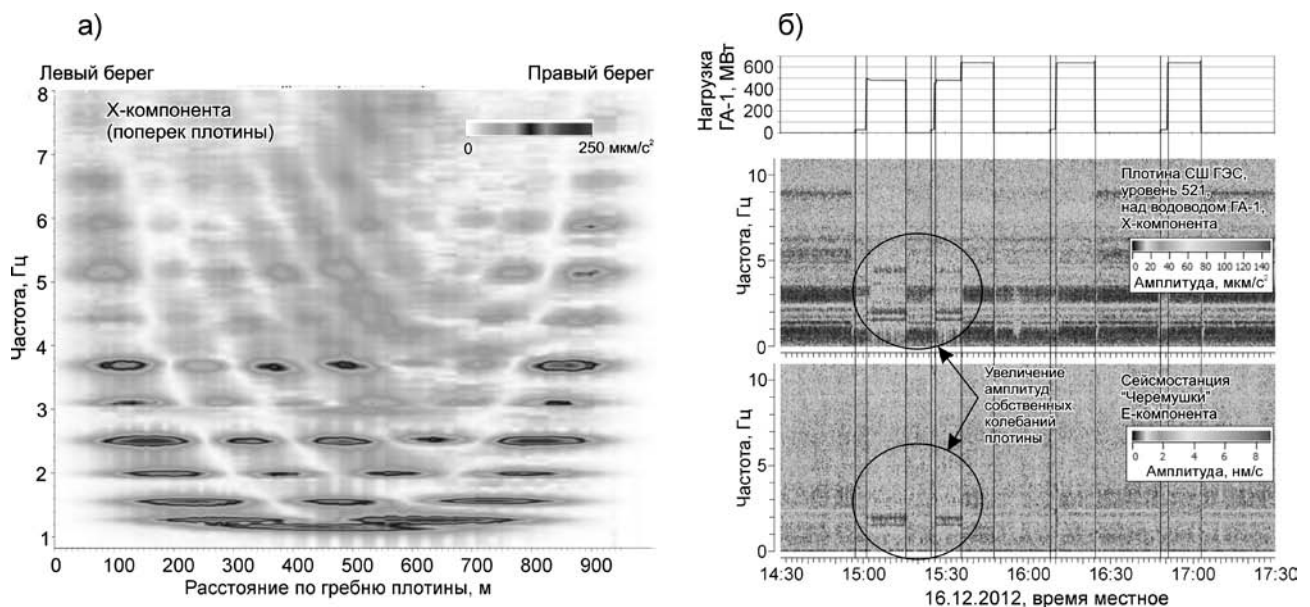 а)
Левый берег
Правый берег
Х-компонента
(поперек плотины)
0
250 мкм/с²
Частота, Гц
8
7
6
5
4
3
2
1
0 100 200 300 400 500 600 700 800 900
Расстояние по гребню плотины, м
б)
Нагрузка
ГА-1, МВт
600
400
200
0
Частота, Гц
10
5
0
Плотина СШ ГЭС,
уровень 521,
над водоводом ГА-1,
Х-компонента
0 20 40 60 80 100 140
Амплитуда, мкм/с²
Увеличение
амплитуд
собственных
колебаний
плотины
Частота, Гц
10
5
0
Сейсмостанция
"Черемушки"
Е-компонента
0 2 4 6 8
Амплитуда, нм/с
14:30 15:00 15:30 16:00 16:30 17:00 17:30
16.12.2012, время местное